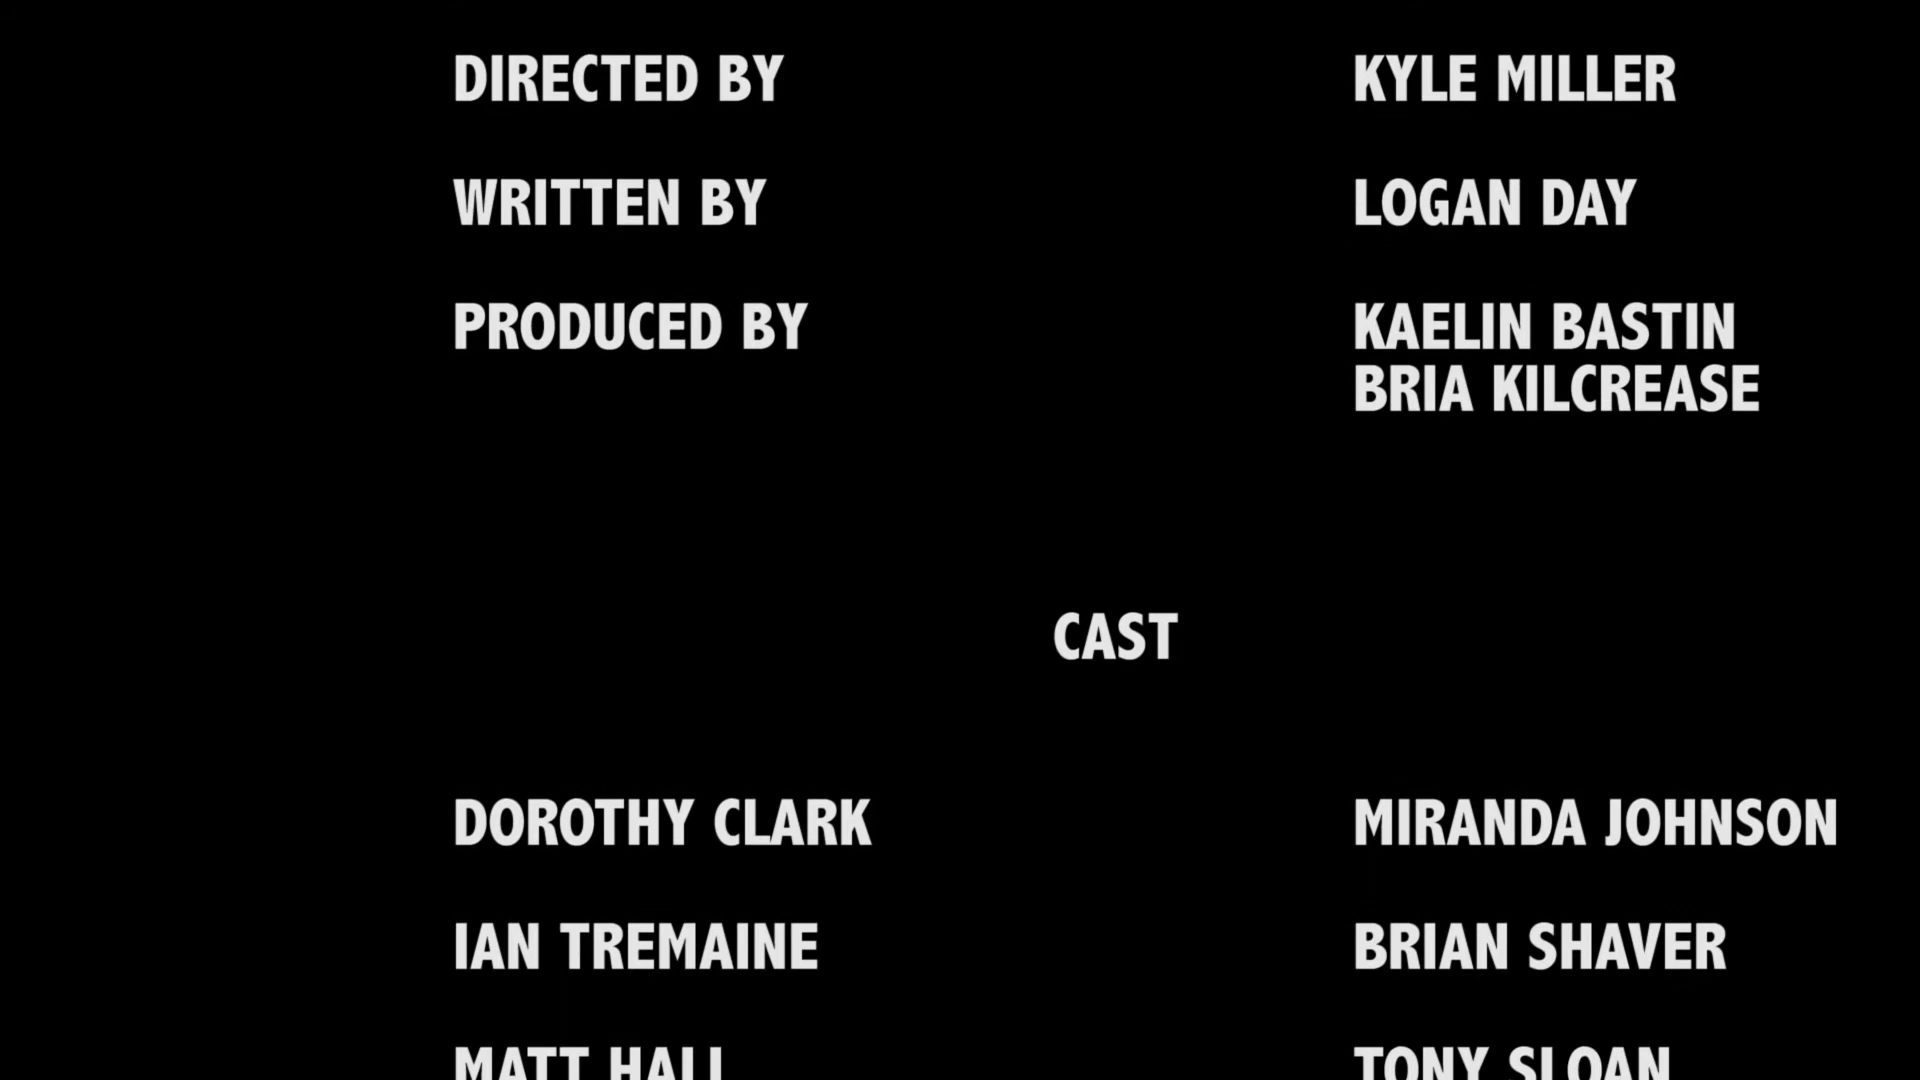 DIRECTED BY KYLE MILLER
WRITTEN BY LOGAN DAY
PRODUCED BY KAELIN BASTIN
BRIA KILCREASE
CAST
DOROTHY CLARK MIRANDA JOHNSON
IAN TREMAINE BRIAN SHAVER
MATT HALL TONY SLOAN